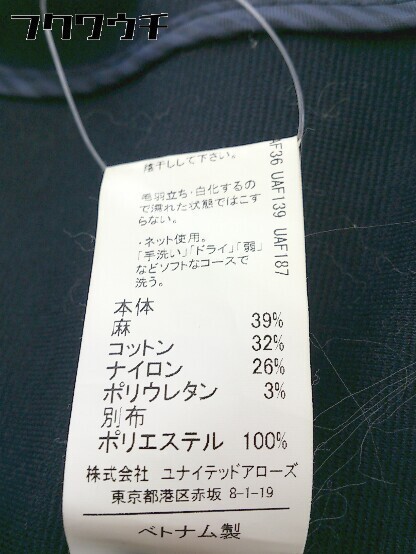 フクウクチ
陰干しして下さい。
毛羽立ち・白化するの
で濡れた状態ではこす
らない。
・ネット使用。
「手洗い」「ドライ」「弱」
などソフトなコースで
洗う。
本体
麻 39%
コットン 32%
ナイロン 26%
ポリウレタン 3%
別布
ポリエステル 100%
株式会社 ユナイテッドアローズ
東京都港区赤坂 8-1-19
ベトナム製
AF36 UAF139 UAF187